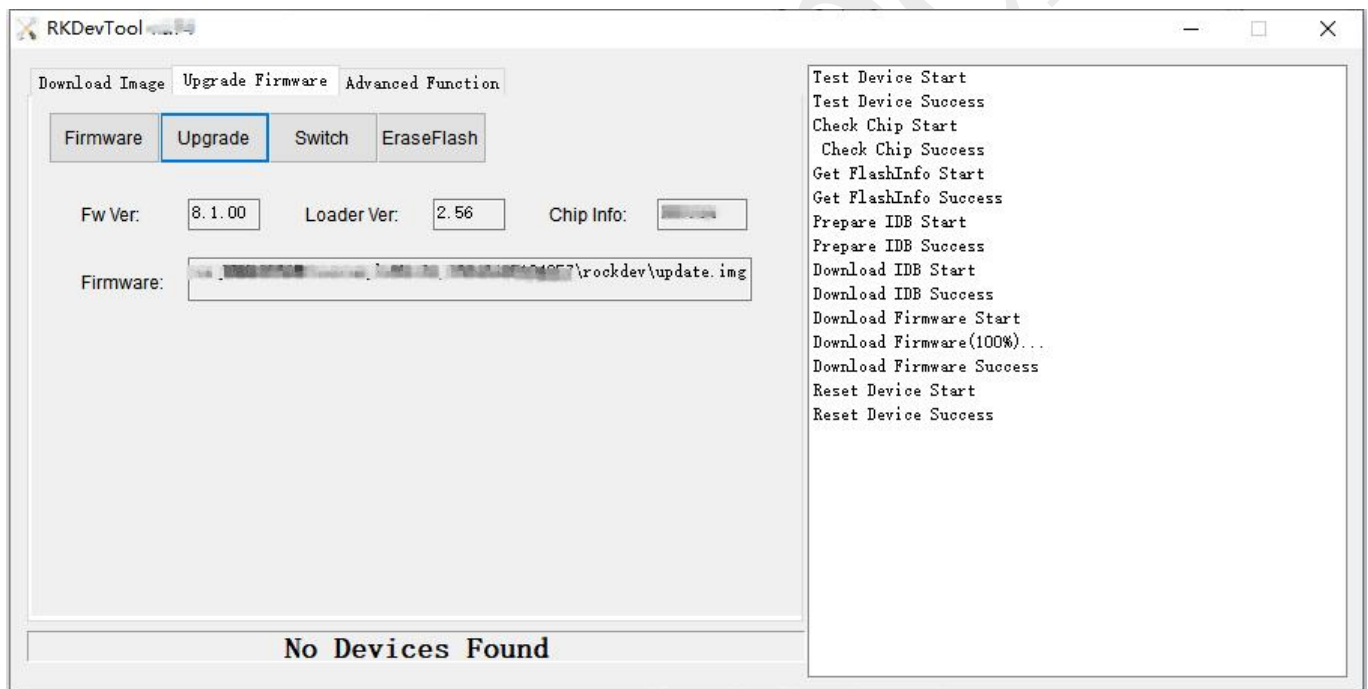 RKDevTool
Download Image Upgrade Firmware Advanced Function
Firmware Upgrade Switch EraseFlash
Fw Ver: 8.1.00 Loader Ver: 2.56 Chip Info:
Firmware: \rockdev\update.img
No Devices Found
Test Device Start
Test Device Success
Check Chip Start
Check Chip Success
Get FlashInfo Start
Get FlashInfo Success
Prepare IDB Start
Prepare IDB Success
Download IDB Start
Download IDB Success
Download Firmware Start
Download Firmware(100%)...
Download Firmware Success
Reset Device Start
Reset Device Success